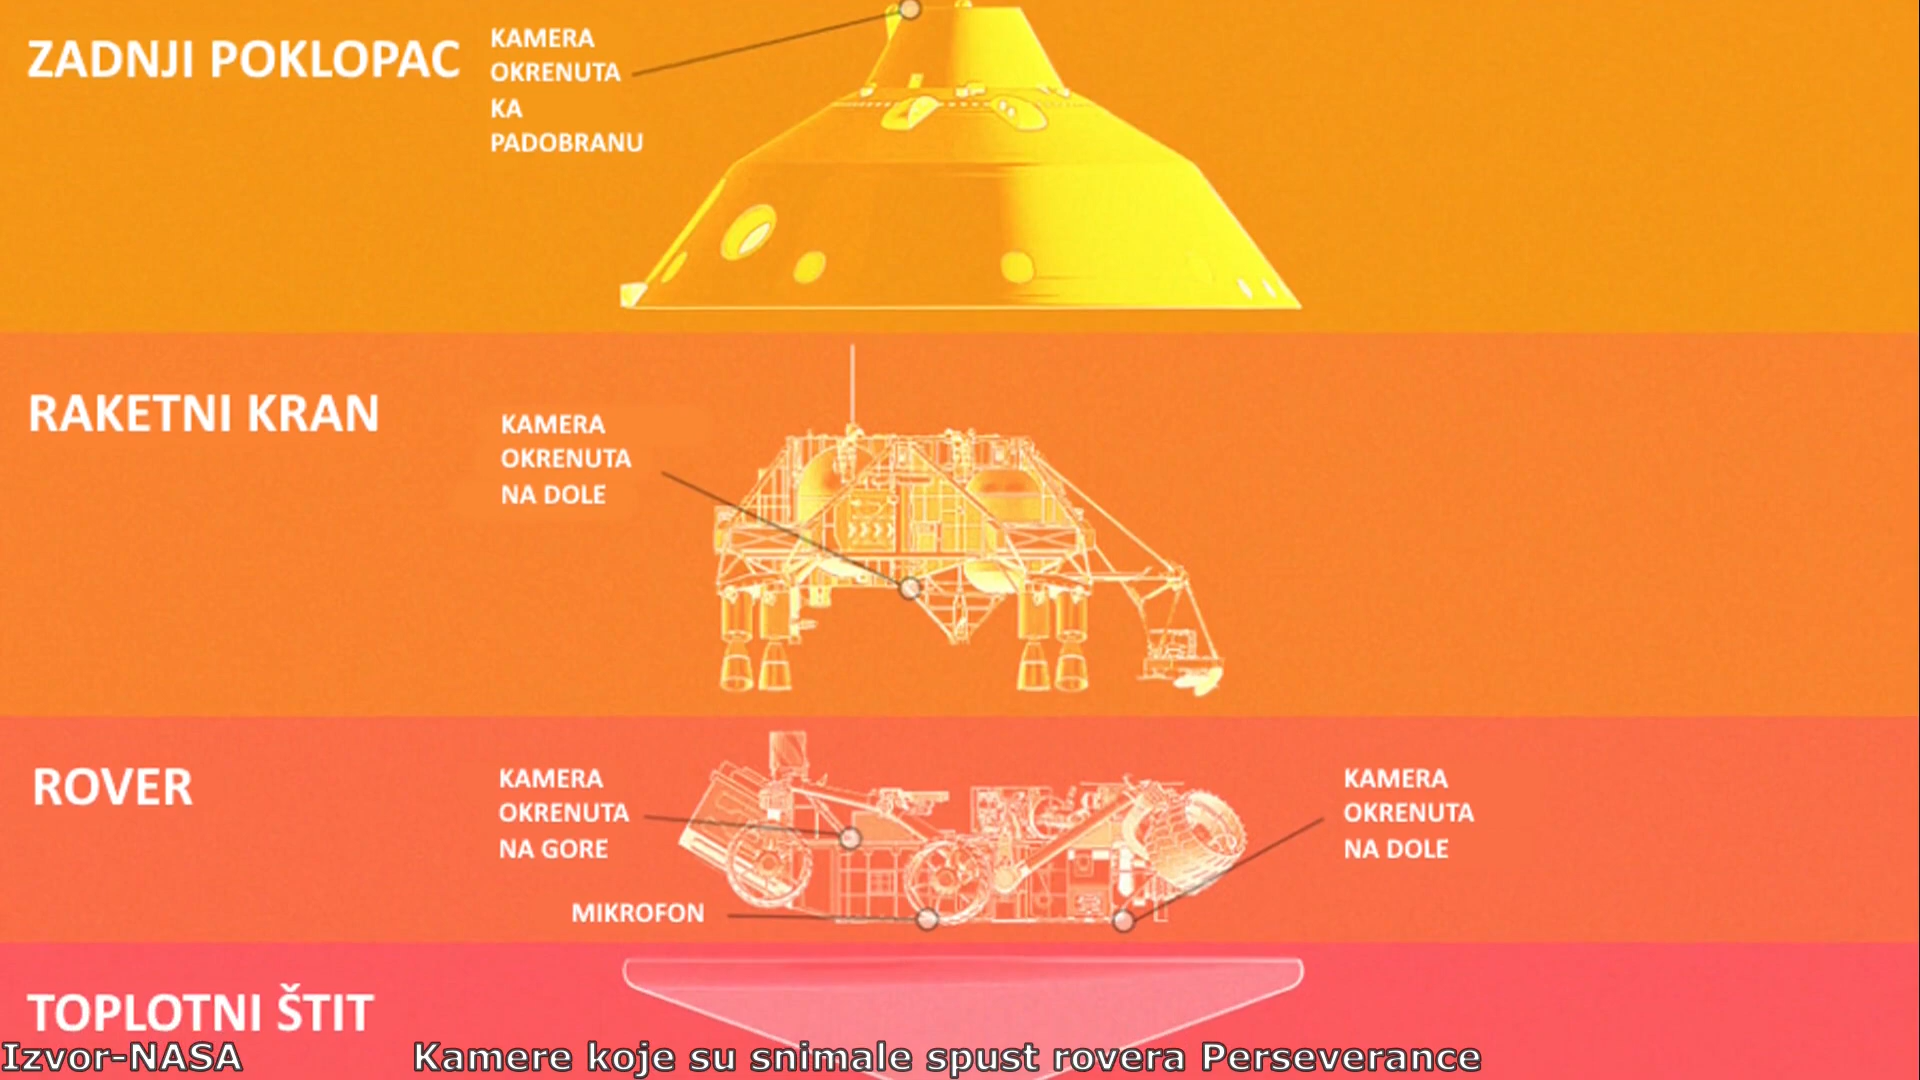 ZADNJI POKLOPAC
KAMERA
OKRENUTA
KA
PADOBRANU
RAKETNI KRAN
KAMERA
OKRENUTA
NA DOLE
ROVER
KAMERA
OKRENUTA
NA GORE
MIKROFON
KAMERA
OKRENUTA
NA DOLE
TOPLOTNI ŠTIT
Izvor-NASA
Kamere koje su snimale spust rovera Perseverance